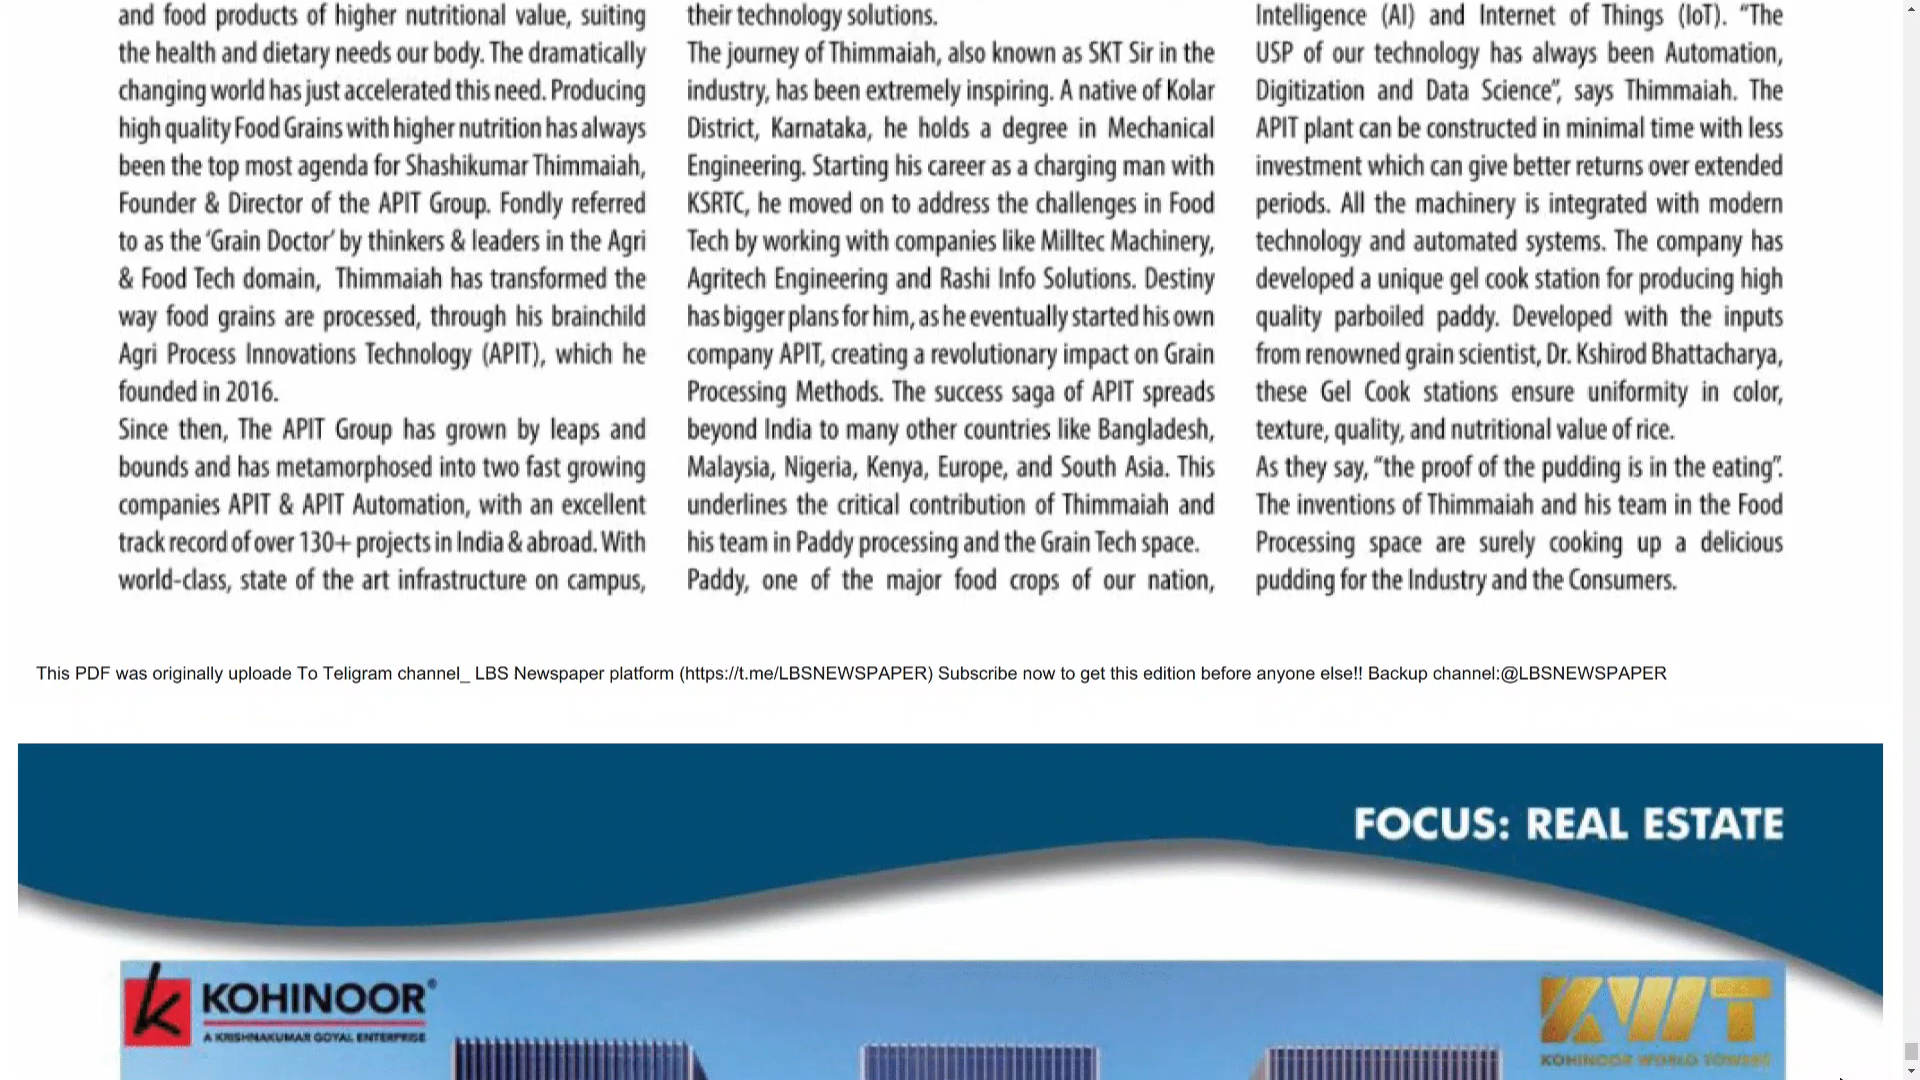 and food products of higher nutritional value, suiting
the health and dietary needs our body. The dramatically
changing world has just accelerated this need. Producing
high quality Food Grains with higher nutrition has always
been the top most agenda for Shashikumar Thimmaiah,
Founder & Director of the APIT Group. Fondly referred
to as the 'Grain Doctor' by thinkers & leaders in the Agri
& Food Tech domain, Thimmaiah has transformed the
way food grains are processed, through his brainchild
Agri Process Innovations Technology (APIT), which he
founded in 2016.
Since then, The APIT Group has grown by leaps and
bounds and has metamorphosed into two fast growing
companies APIT & APIT Automation, with an excellent
track record of over 130+ projects in India & abroad. With
world-class, state of the art infrastructure on campus,
their technology solutions.
The journey of Thimmaiah, also known as SKT Sir in the
industry, has been extremely inspiring. A native of Kolar
District, Karnataka, he holds a degree in Mechanical
Engineering. Starting his career as a charging man with
KSRTC, he moved on to address the challenges in Food
Tech by working with companies like Milltec Machinery,
Agritech Engineering and Rashi Info Solutions. Destiny
has bigger plans for him, as he eventually started his own
company APIT, creating a revolutionary impact on Grain
Processing Methods. The success saga of APIT spreads
beyond India to many other countries like Bangladesh,
Malaysia, Nigeria, Kenya, Europe, and South Asia. This
underlines the critical contribution of Thimmaiah and
his team in Paddy processing and the Grain Tech space.
Paddy, one of the major food crops of our nation,
Intelligence (AI) and Internet of Things (IoT). "The
USP of our technology has always been Automation,
Digitization and Data Science", says Thimmaiah. The
APIT plant can be constructed in minimal time with less
investment which can give better returns over extended
periods. All the machinery is integrated with modern
technology and automated systems. The company has
developed a unique gel cook station for producing high
quality parboiled paddy. Developed with the inputs
from renowned grain scientist, Dr. Kshirod Bhattacharya,
these Gel Cook stations ensure uniformity in color,
texture, quality, and nutritional value of rice.
As they say, "the proof of the pudding is in the eating".
The inventions of Thimmaiah and his team in the Food
Processing space are surely cooking up a delicious
pudding for the Industry and the Consumers.
This PDF was originally uploade To Teligram channel_ LBS Newspaper platform (https://t.me/LBSNEWSPAPER) Subscribe now to get this edition before anyone else!! Backup channel:@LBSNEWSPAPER
FOCUS: REAL ESTATE
k KOHINOOR®
A KRISHNAKUMAR GOYAL ENTERPRISE
KWT
KOHINOOR WORLD TOWERS